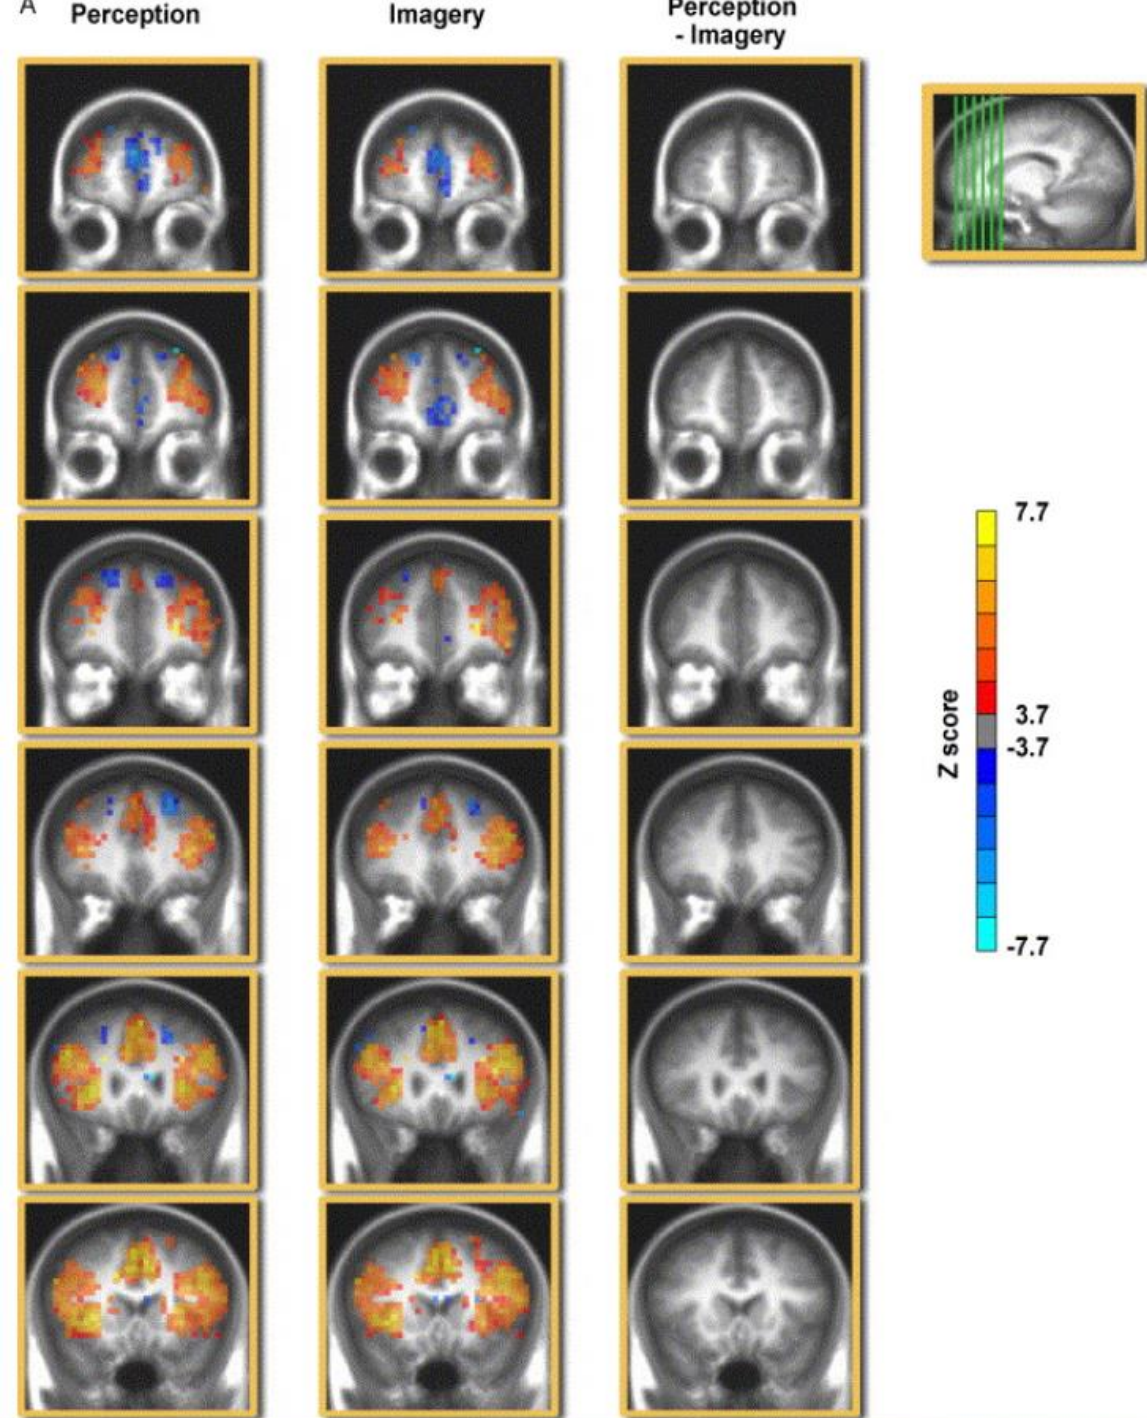 A
Perception
Imagery
Perception
- Imagery
7.7
3.7
-3.7
-7.7
Z score